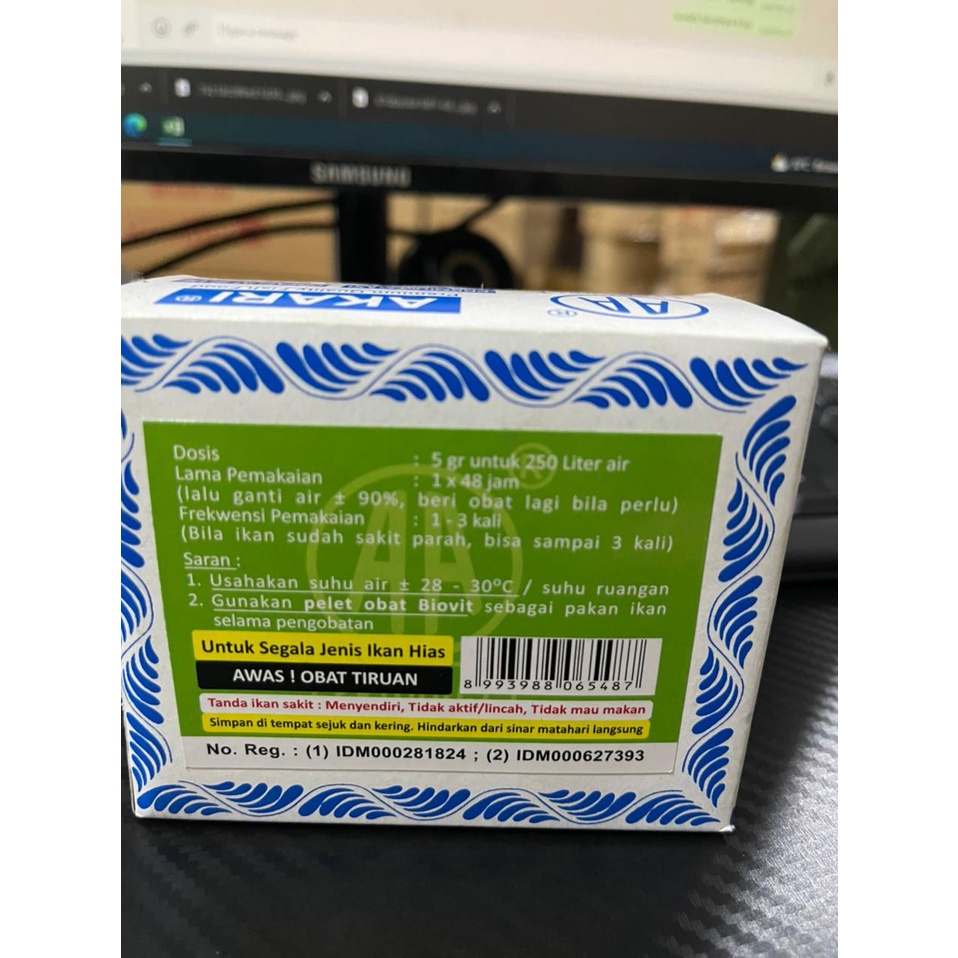 SAMSUNG
AKARI ®
AA ®
Dosis : 5 gr untuk 250 Liter air
Lama Pemakaian : 1 x 48 jam
(lalu ganti air ± 90%, beri obat lagi bila perlu)
Frekwensi Pemakaian : 1 - 3 kali
(Bila ikan sudah sakit parah, bisa sampai 3 kali)
Saran :
1. Usahakan suhu air ± 28 - 30°C / suhu ruangan
2. Gunakan pelet obat Biovit sebagai pakan ikan
selama pengobatan
Untuk Segala Jenis Ikan Hias
AWAS ! OBAT TIRUAN
8 993988 065487
Tanda ikan sakit : Menyendiri, Tidak aktif/lincah, Tidak mau makan
Simpan di tempat sejuk dan kering. Hindarkan dari sinar matahari langsung
No. Reg. : (1) IDM000281824 ; (2) IDM000627393